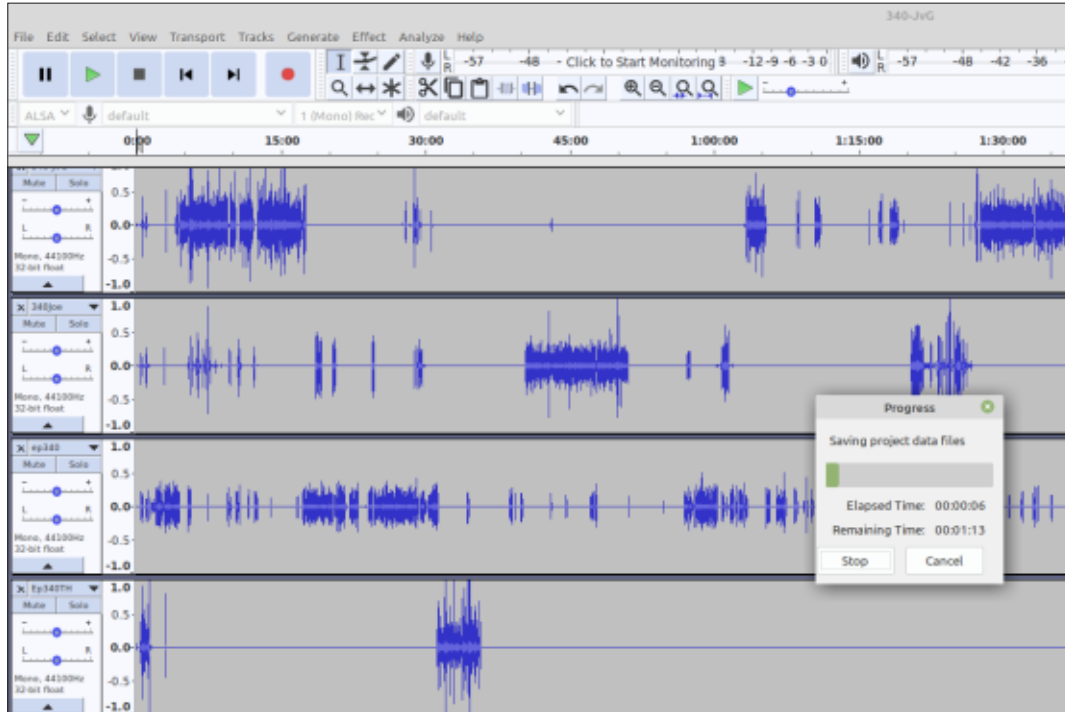 340-JvG
File Edit Select View Transport Tracks Generate Effect Analyze Help
L R -57 -48 - Click to Start Monitoring 3 -12 -9 -6 -3 0 L R -57 -48 -42 -36
ALSA default 1 (Mono) Rec default
0:00 15:00 30:00 45:00 1:00:00 1:15:00 1:30:00
Mute Solo
- +
L R
Mono, 44100Hz
32-bit float
0.5
0.0
-0.5
-1.0
x 340Joe
Mute Solo
- +
L R
Mono, 44100Hz
32-bit float
1.0
0.5
0.0
-0.5
-1.0
x ep340
Mute Solo
- +
L R
Mono, 44100Hz
32-bit float
1.0
0.5
0.0
-0.5
-1.0
x Ep340TH
Mute Solo
- +
L R
Mono, 44100Hz
32-bit float
1.0
0.5
0.0
-0.5
-1.0
Progress
Saving project data files
Elapsed Time: 00:00:06
Remaining Time: 00:01:13
Stop Cancel